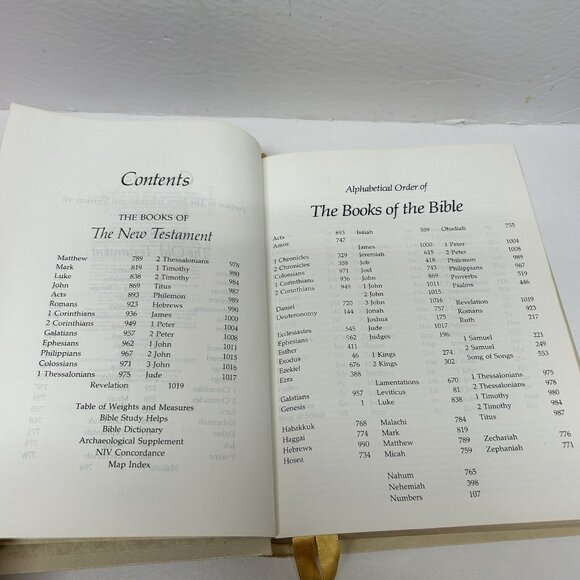 Contents
THE BOOKS OF
The New Testament
Matthew 789 2 Thessalonians 978
Mark 819 1 Timothy 980
Luke 838 2 Timothy 984
John 869 Titus 987
Acts 893 Philemon 989
Romans 923 Hebrews 990
1 Corinthians 936 James 1000
2 Corinthians 949 1 Peter 1004
Galatians 957 2 Peter 1008
Ephesians 962 1 John 1011
Philippians 967 2 John 1015
Colossians 971 3 John 1016
1 Thessalonians 975 Jude 1017
Revelation 1019
Table of Weights and Measures
Bible Study Helps
Bible Dictionary
Archaeological Supplement
NIV Concordance
Map Index
Alphabetical Order of
The Books of the Bible
Acts 893
Amos 747
1 Chronicles 329
2 Chronicles 358
Colossians 971
1 Corinthians 936
2 Corinthians 949
Daniel 720
Deuteronomy 144
Ecclesiastes 545
Ephesians 962
Esther 411
Exodus 46
Ezekiel 676
Ezra 388
Galatians 957
Genesis 1
Habakkuk 768
Haggai 774
Hebrews 990
Hosea 734
Isaiah 559
James 1000
Jeremiah 615
Job 418
Joel 743
John 869
1 John 1011
2 John 1015
3 John 1016
Jonah 757
Joshua 175
Jude 1017
Judges 196
1 Kings 274
2 Kings 302
Lamentations 670
Leviticus 81
Luke 838
Malachi 784
Mark 819
Matthew 789
Micah 759
Nahum 765
Nehemiah 398
Numbers 107
Obadiah 755
1 Peter 1004
2 Peter 1008
Philemon 989
Philippians 967
Proverbs 519
Psalms 446
Revelation 1019
Romans 923
Ruth 217
1 Samuel 221
2 Samuel 249
Song of Songs 553
1 Thessalonians 975
2 Thessalonians 978
1 Timothy 980
2 Timothy 984
Titus 987
Zechariah 776
Zephaniah 771